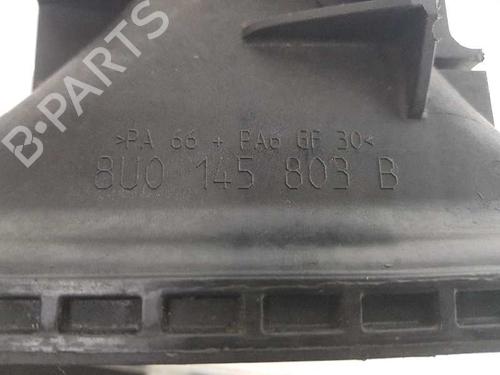 >PA 66 + PA6 GF 30<
8U0 145 803 B
B-PARTS